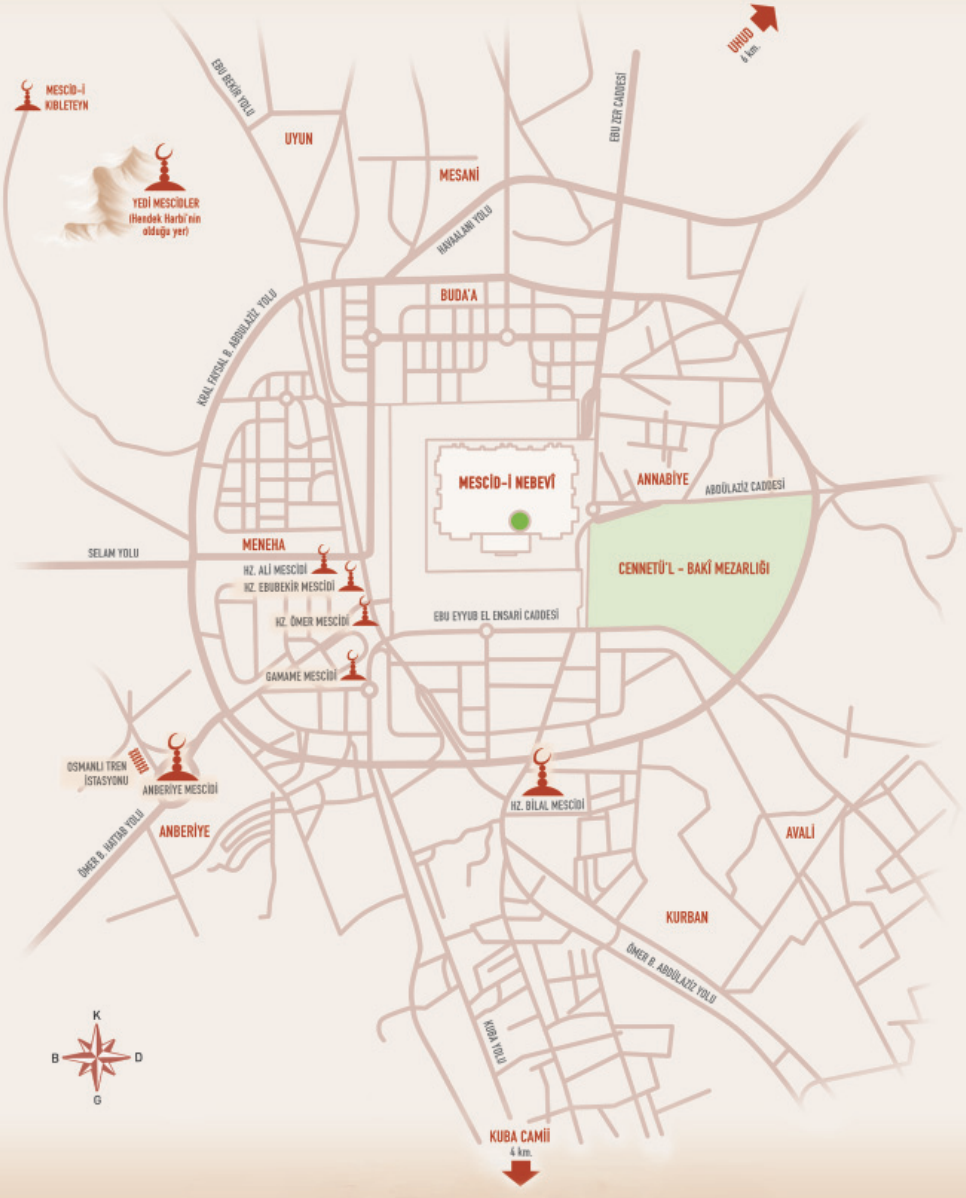 UHUD
6 km.
EBU BEKİR YOLU
EBU ZER CADDESİ
MESCİD-İ
KIBLETEYN
UYUN
MESANİ
YEDİ MESCİDLER
(Hendek Harbi'nin
olduğu yer)
HAVAALANI YOLU
BUDA'A
KRAL FAYSAL B. ABDULAZİZ YOLU
MESCİD-İ NEBEVÎ
ANNABİYE
ABDÜLAZİZ CADDESİ
MENEHA
SELAM YOLU
HZ. ALİ MESCİDİ
HZ. EBUBEKİR MESCİDİ
CENNETÜ'L - BAKÎ MEZARLIĞI
HZ. ÖMER MESCİDİ
EBU EYYUB EL ENSARİ CADDESİ
GAMAME MESCİDİ
OSMANLI TREN
İSTASYONU
ANBERİYE MESCİDİ
HZ. BİLAL MESCİDİ
ANBERİYE
ÖMER B. HATTAB YOLU
AVALİ
KURBAN
ÖMER B. ABDÜLAZİZ YOLU
KUBA YOLU
K
B
D
G
KUBA CAMİİ
4 km.